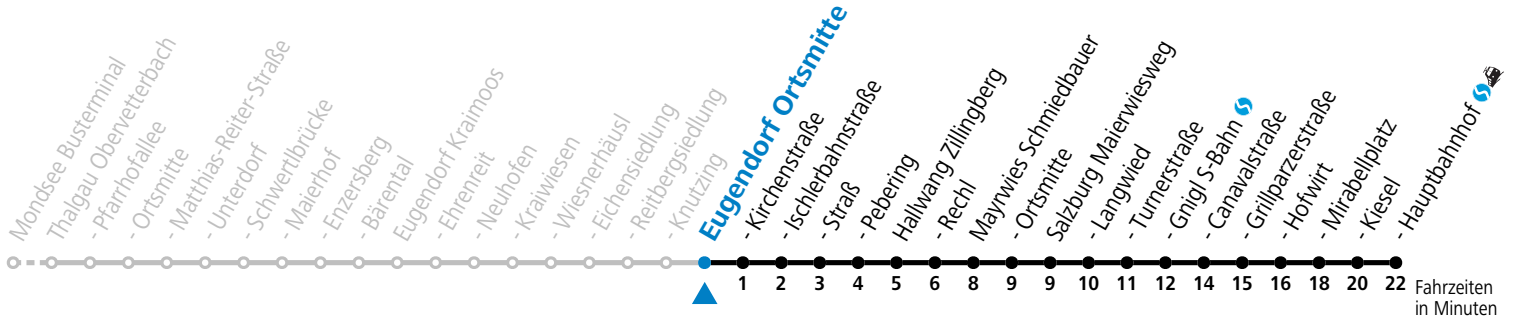 Mondsee Busterminal
Thalgau Obervetterbach
- Pfarrhofallee
- Ortsmitte
- Matthias-Reiter-Straße
- Unterdorf
- Schwertlbrücke
- Maierhof
- Enzersberg
- Bärental
Eugendorf Kraimoos
- Ehrenreit
- Neuhofen
- Kraiwiesen
- Wiesnerhäusl
- Eichensiedlung
- Reitbergsiedlung
- Knutzing
Eugendorf Ortsmitte
- Kirchenstraße
- Ischlerbahnstraße
- Straß
- Pebering
Hallwang Zillingberg
- Rechl
Mayrwies Schmiedbauer
- Ortsmitte
Salzburg Maierwiesweg
- Langwied
- Turnerstraße
- Gnigl S-Bahn
- Canavalstraße
- Grillparzerstraße
- Hofwirt
- Mirabellplatz
- Kiesel
- Hauptbahnhof
1 2 3 4 5 6 8 9 9 10 11 12 14 15 16 18 20 22 Fahrzeiten
in Minuten